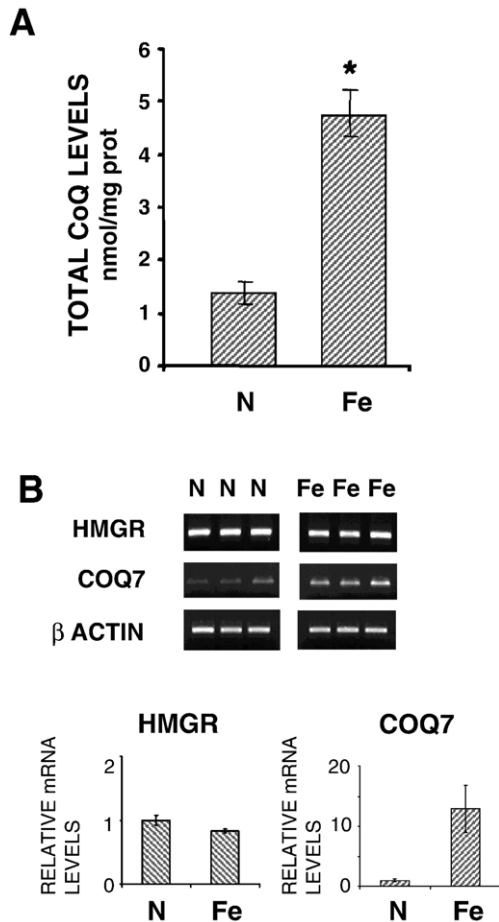 A
TOTAL CoQ LEVELS
nmol/mg prot
6
5
4
3
2
1
0
*
N Fe
B
N N N Fe Fe Fe
HMGR
COQ7
β ACTIN
HMGR
RELATIVE mRNA
LEVELS
2
1
0
N Fe
COQ7
RELATIVE mRNA
LEVELS
20
10
0
N Fe